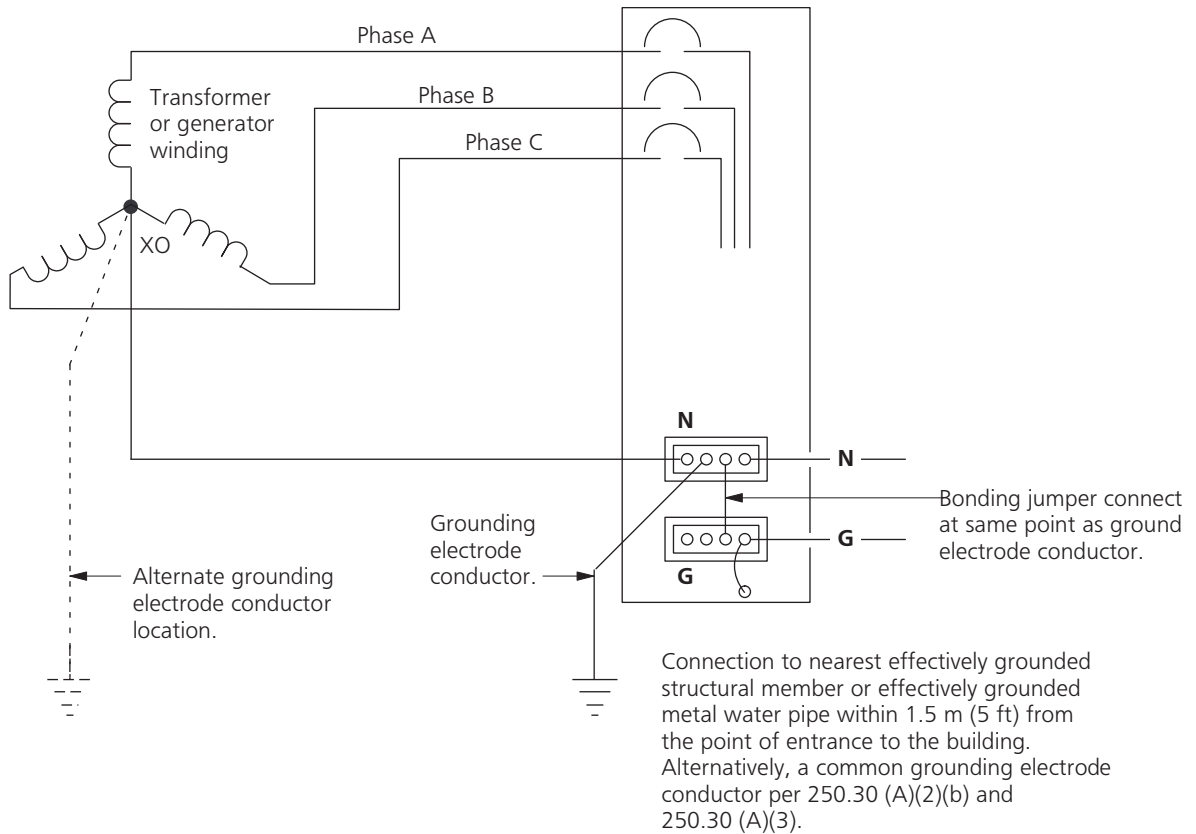 Phase A
Transformer
or generator
winding
Phase B
Phase C
XO
N
N
Bonding jumper connect
at same point as ground
electrode conductor.
Grounding
electrode
conductor.
G
G
Alternate grounding
electrode conductor
location.
Connection to nearest effectively grounded
structural member or effectively grounded
metal water pipe within 1.5 m (5 ft) from
the point of entrance to the building.
Alternatively, a common grounding electrode
conductor per 250.30 (A)(2)(b) and
250.30 (A)(3).